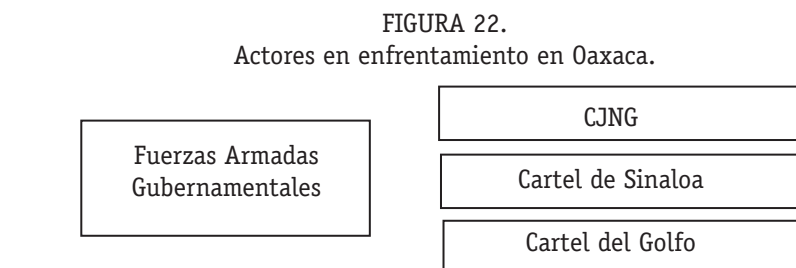 FIGURA 22.
Actores en enfrentamiento en Oaxaca.
Fuerzas Armadas
Gubernamentales
CJNG
Cartel de Sinaloa
Cartel del Golfo